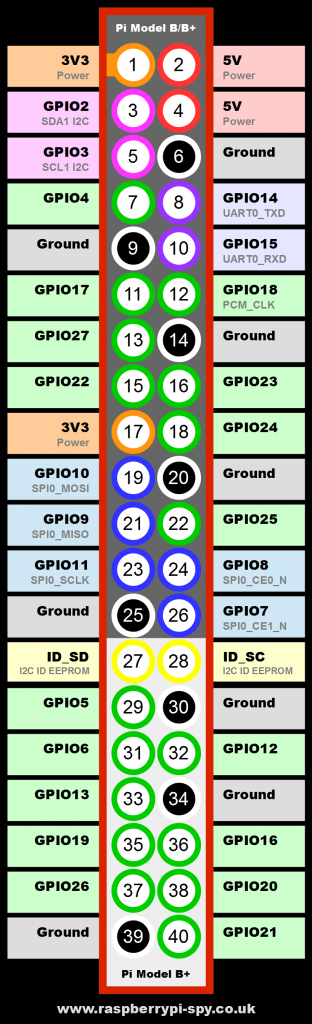 Pi Model B/B+
3V3 1 2 5V
Power Power
GPIO2 3 4 5V
SDA1 I2C Power
GPIO3 5 6 Ground
SCL1 I2C
GPIO4 7 8 GPIO14
UART0_TXD
Ground 9 10 GPIO15
UART0_RXD
GPIO17 11 12 GPIO18
PCM_CLK
GPIO27 13 14 Ground
GPIO22 15 16 GPIO23
3V3 17 18 GPIO24
Power
GPIO10 19 20 Ground
SPI0_MOSI
GPIO9 21 22 GPIO25
SPI0_MISO
GPIO11 23 24 GPIO8
SPI0_SCLK SPI0_CE0_N
Ground 25 26 GPIO7
SPI0_CE1_N
ID_SD 27 28 ID_SC
I2C ID EEPROM I2C ID EEPROM
GPIO5 29 30 Ground
GPIO6 31 32 GPIO12
GPIO13 33 34 Ground
GPIO19 35 36 GPIO16
GPIO26 37 38 GPIO20
Ground 39 40 GPIO21
Pi Model B+
www.raspberrypi-spy.co.uk